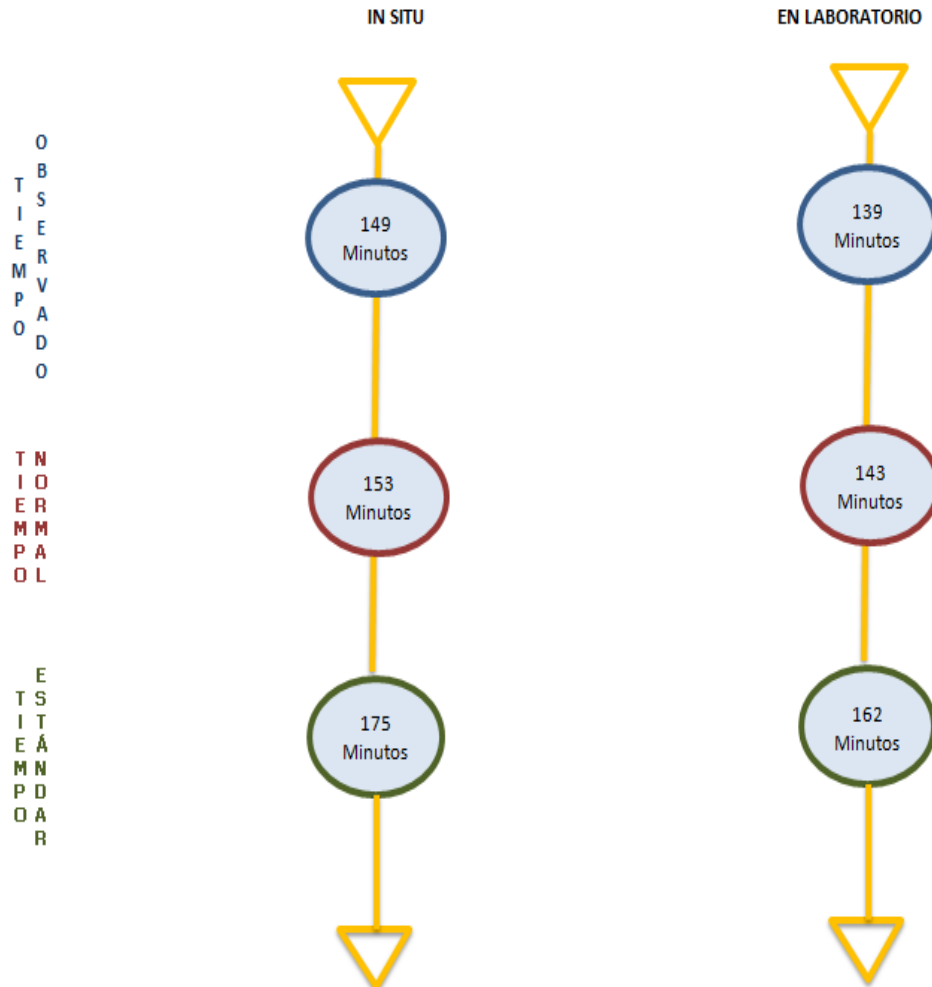 IN SITU
EN LABORATORIO
TIEMPO OBSERVADO
149
Minutos
139
Minutos
TIEMPO NORMAL
153
Minutos
143
Minutos
TIEMPO ESTÁNDAR
175
Minutos
162
Minutos